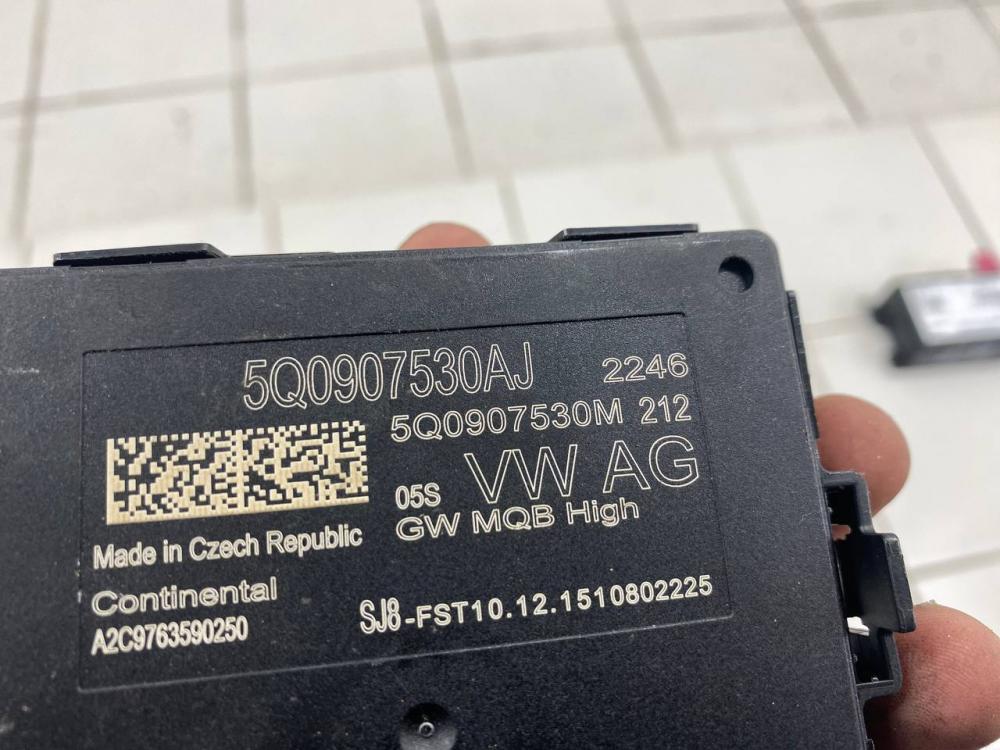 5Q0907530AJ 2246
5Q0907530M 212
05S VW AG
GW MQB High
Made in Czech Republic
Continental
A2C9763590250
SJ8-FST10.12.1510802225